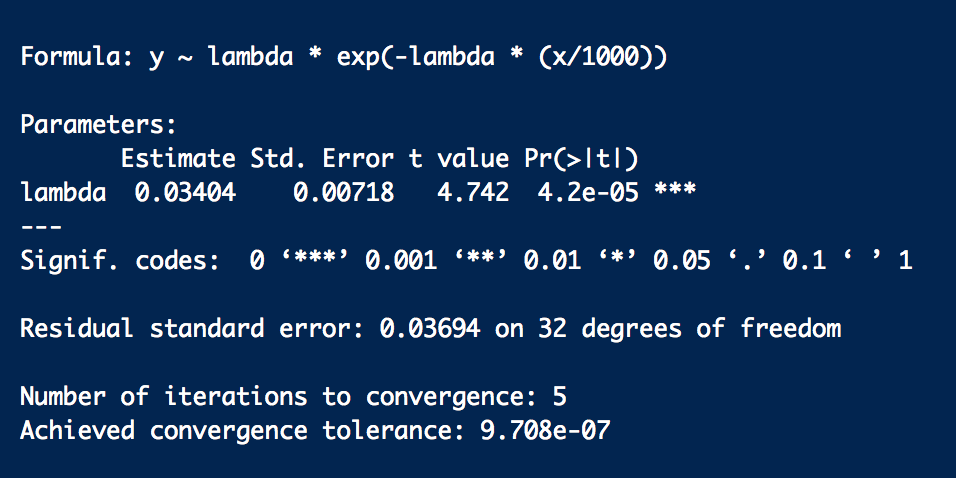 Formula: y ~ lambda * exp(-lambda * (x/1000))
Parameters:
Estimate Std. Error t value Pr(>|t|)
lambda 0.03404 0.00718 4.742 4.2e-05 ***
---
Signif. codes: 0 ‘***’ 0.001 ‘**’ 0.01 ‘*’ 0.05 ‘.’ 0.1 ‘ ’ 1
Residual standard error: 0.03694 on 32 degrees of freedom
Number of iterations to convergence: 5
Achieved convergence tolerance: 9.708e-07